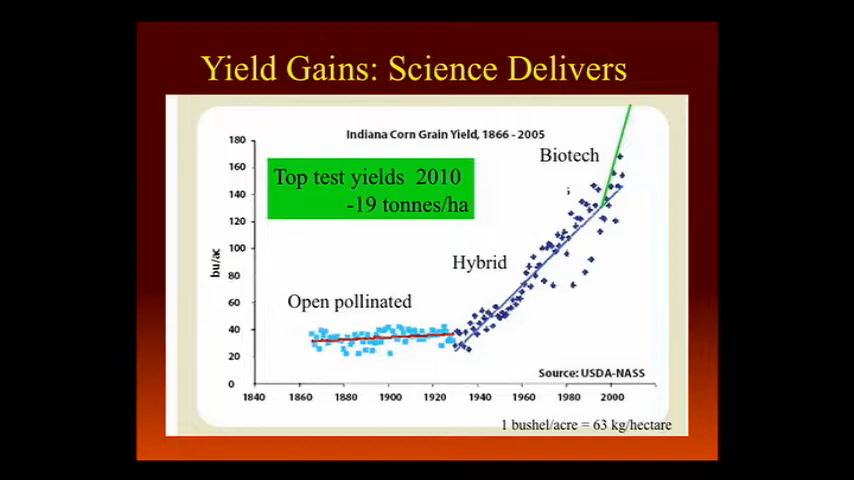 Yield Gains: Science Delivers
Indiana Corn Grain Yield, 1866 - 2005
180
160
140
120
100
80
60
40
20
0
bu/ac
Top test yields 2010
-19 tonnes/ha
Biotech
;
Hybrid
Open pollinated
Source: USDA-NASS
1840 1860 1880 1900 1920 1940 1960 1980 2000
1 bushel/acre = 63 kg/hectare